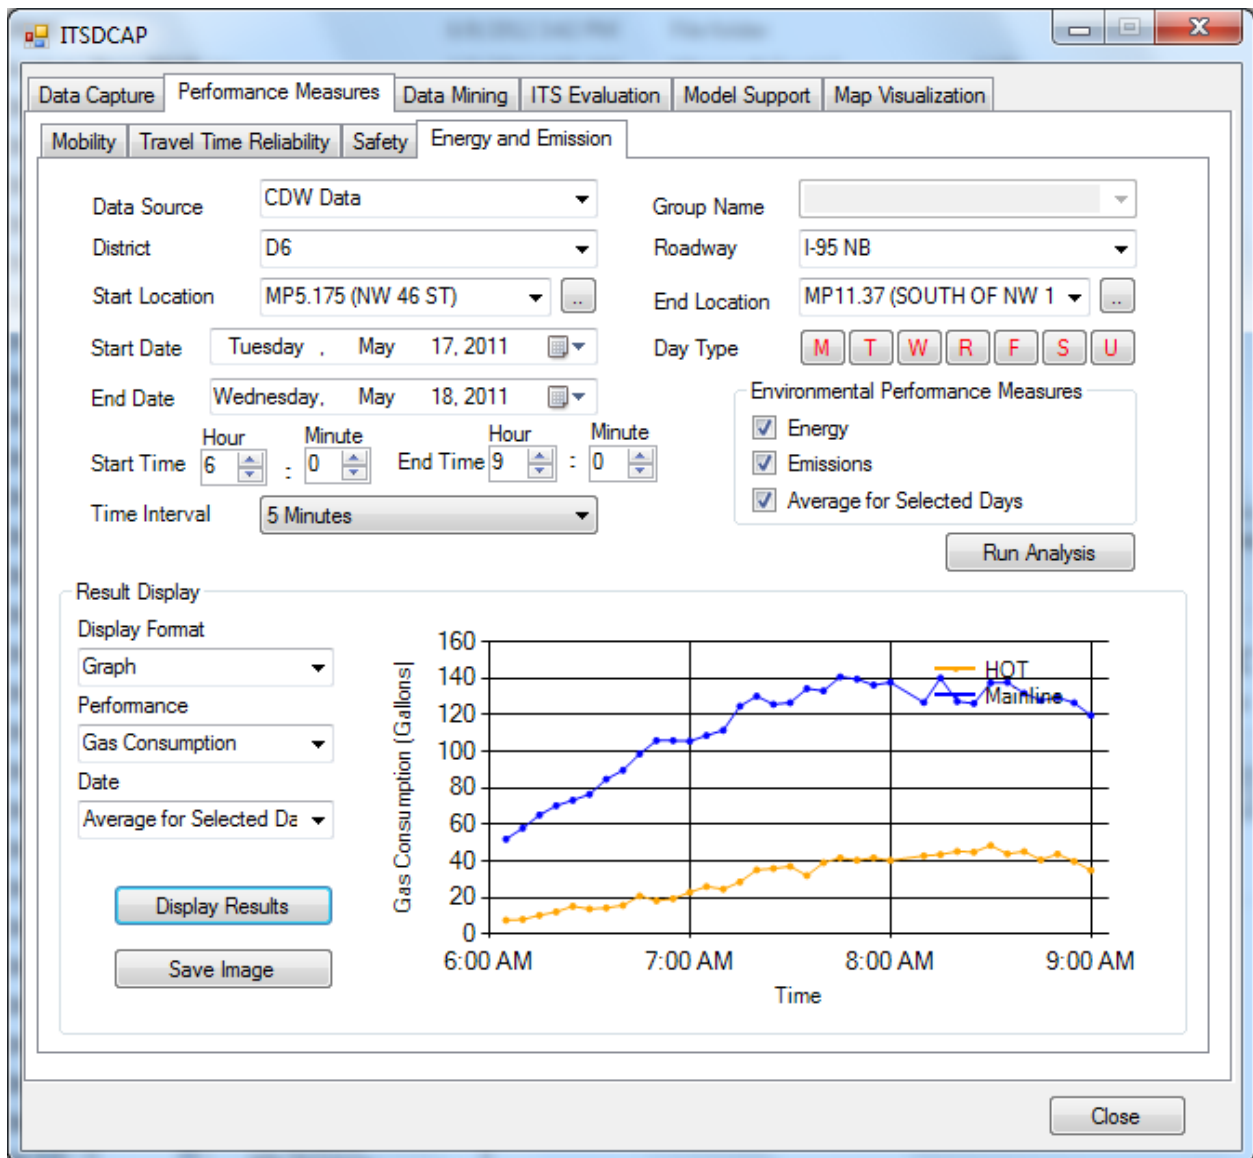 ITSDCAP
Data Capture Performance Measures Data Mining ITS Evaluation Model Support Map Visualization
Mobility Travel Time Reliability Safety Energy and Emission
Data Source CDW Data Group Name
District D6 Roadway I-95 NB
Start Location MP5.175 (NW 46 ST) .. End Location MP11.37 (SOUTH OF NW 1 ..
Start Date Tuesday , May 17, 2011 Day Type M T W R F S U
End Date Wednesday, May 18, 2011 Environmental Performance Measures
Energy
Hour Minute Hour Minute
Start Time 6 : 0 End Time 9 : 0 Emissions
Average for Selected Days
Time Interval 5 Minutes
Run Analysis
Result Display
Display Format
Graph
Performance
Gas Consumption
Date
Average for Selected Da
Display Results
Save Image
Gas Consumption (Gallons)
160
140
120
100
80
60
40
20
0
HOT
Mainline
6:00 AM 7:00 AM 8:00 AM 9:00 AM
Time
Close